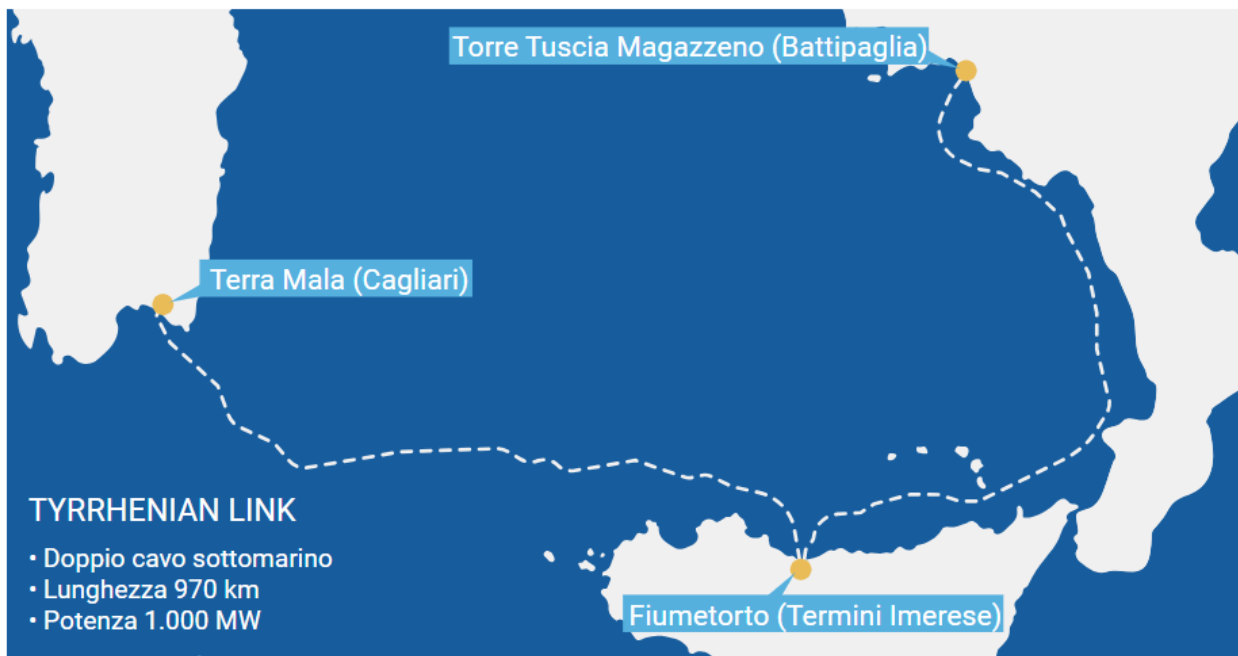 Torre Tuscia Magazzeno (Battipaglia)
Terra Mala (Cagliari)
TYRRHENIAN LINK
• Doppio cavo sottomarino
• Lunghezza 970 km
• Potenza 1.000 MW
Fiumetorto (Termini Imerese)